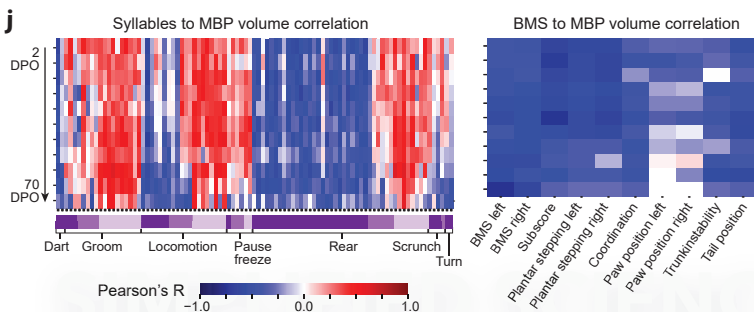 j
Syllables to MBP volume correlation
BMS to MBP volume correlation
2
DPO
70
DPO
Dart
Groom
Locomotion
Pause
freeze
Rear
Scrunch
Turn
BMS left
BMS right
Subscore
Plantar stepping left
Plantar stepping right
Coordination
Paw position left
Paw position right
Trunkinstability
Tail position
Pearson's R
−1.0
0.0
1.0